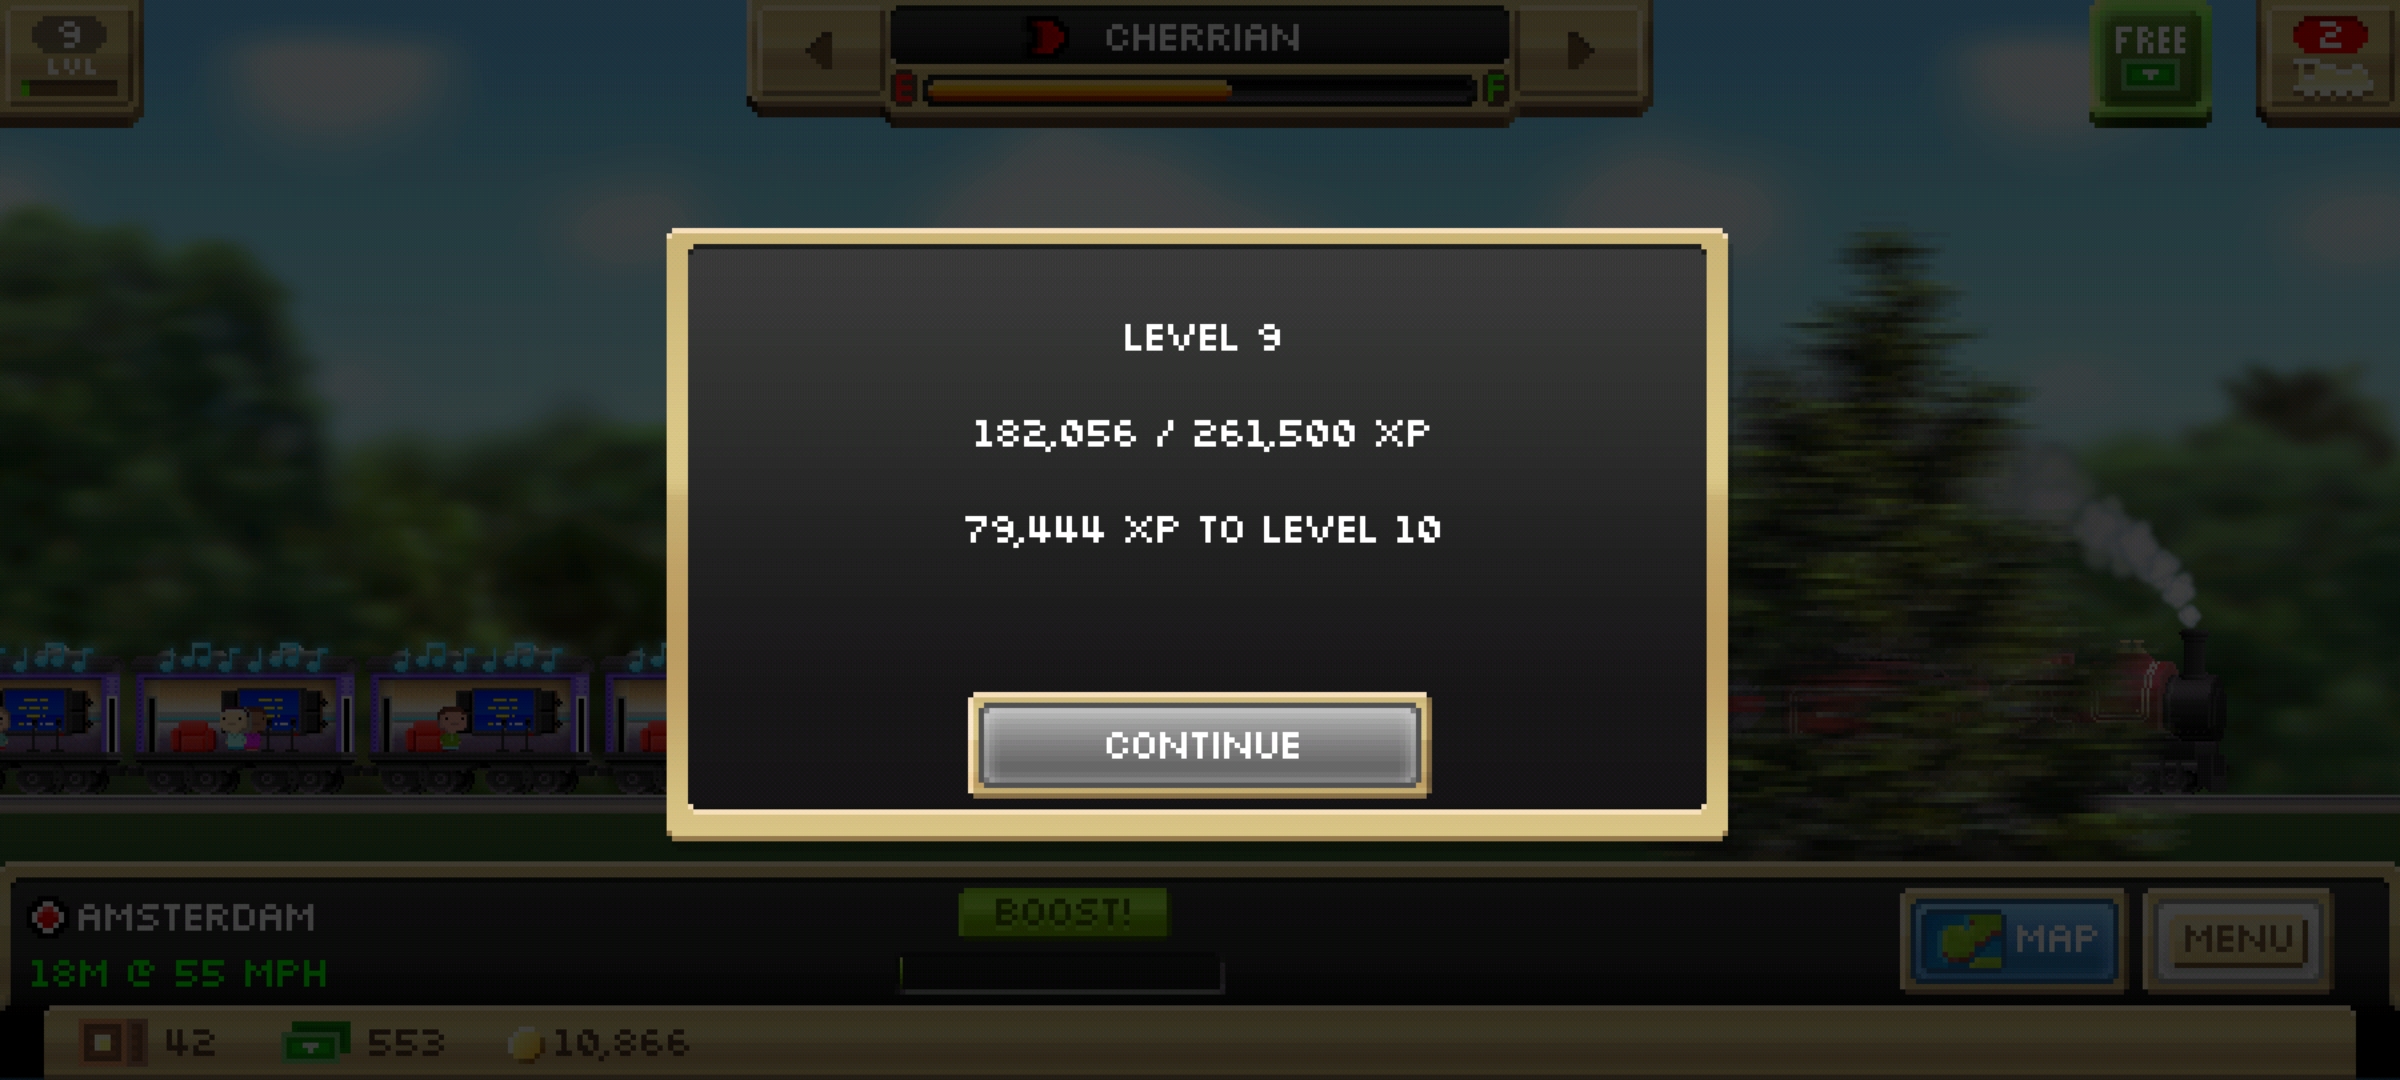 9
LVL
CHERRIAN
E F
FREE
2
LEVEL 9
182,056 / 261,500 XP
79,444 XP TO LEVEL 10
CONTINUE
AMSTERDAM
18M @ 55 MPH
BOOST!
MAP
MENU
42
553
10,866